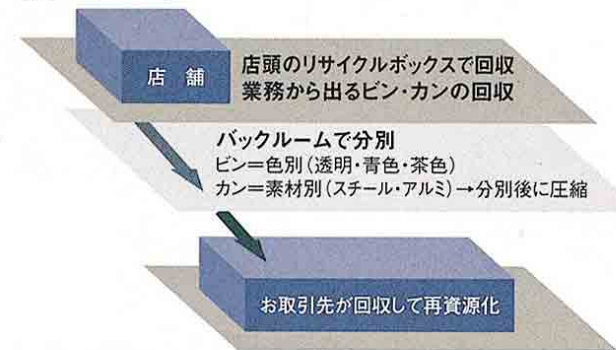 店舗
店頭のリサイクルボックスで回収
業務から出るビン・カンの回収
バックルームで分別
ビン＝色別(透明・青色・茶色)
カン＝素材別(スチール・アルミ)→分別後に圧縮
お取引先が回収して再資源化